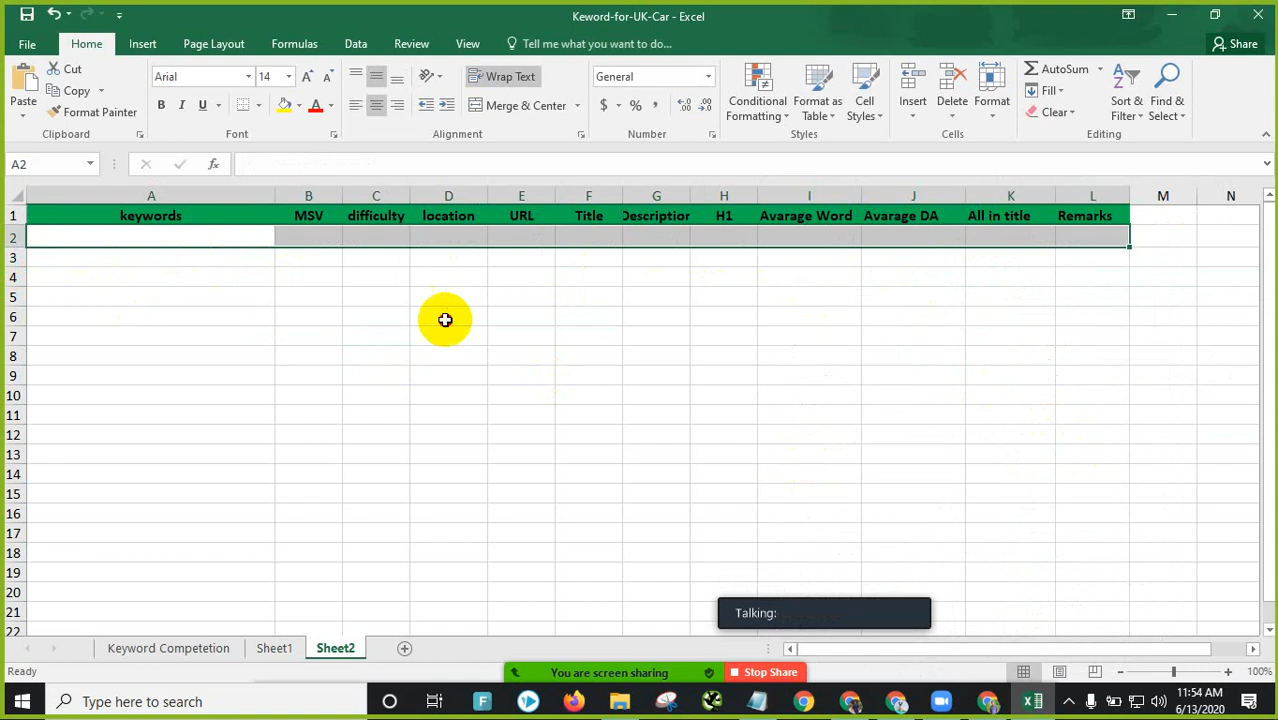 Keword-for-UK-Car - Excel
File Home Insert Page Layout Formulas Data Review View Tell me what you want to do... Share
Paste Cut Copy Format Painter
Arial 14 B I U A A A
Wrap Text Merge & Center
General $ % ,
Conditional Formatting Format as Table Cell Styles
Insert Delete Format
AutoSum Fill Clear Sort & Filter Find & Select
Clipboard Font Alignment Number Styles Cells Editing
A2 fx
A B C D E F G H I J K L M N
1 keywords MSV difficulty location URL Title Description H1 Avarage Word Avarage DA All in title Remarks
2
3
4
5
6
7
8
9
10
11
12
13
14
15
16
17
18
19
20
21
22
Talking:
Keyword Competetion Sheet1 Sheet2
Ready You are screen sharing Stop Share 100%
Type here to search 11:54 AM
6/13/2020